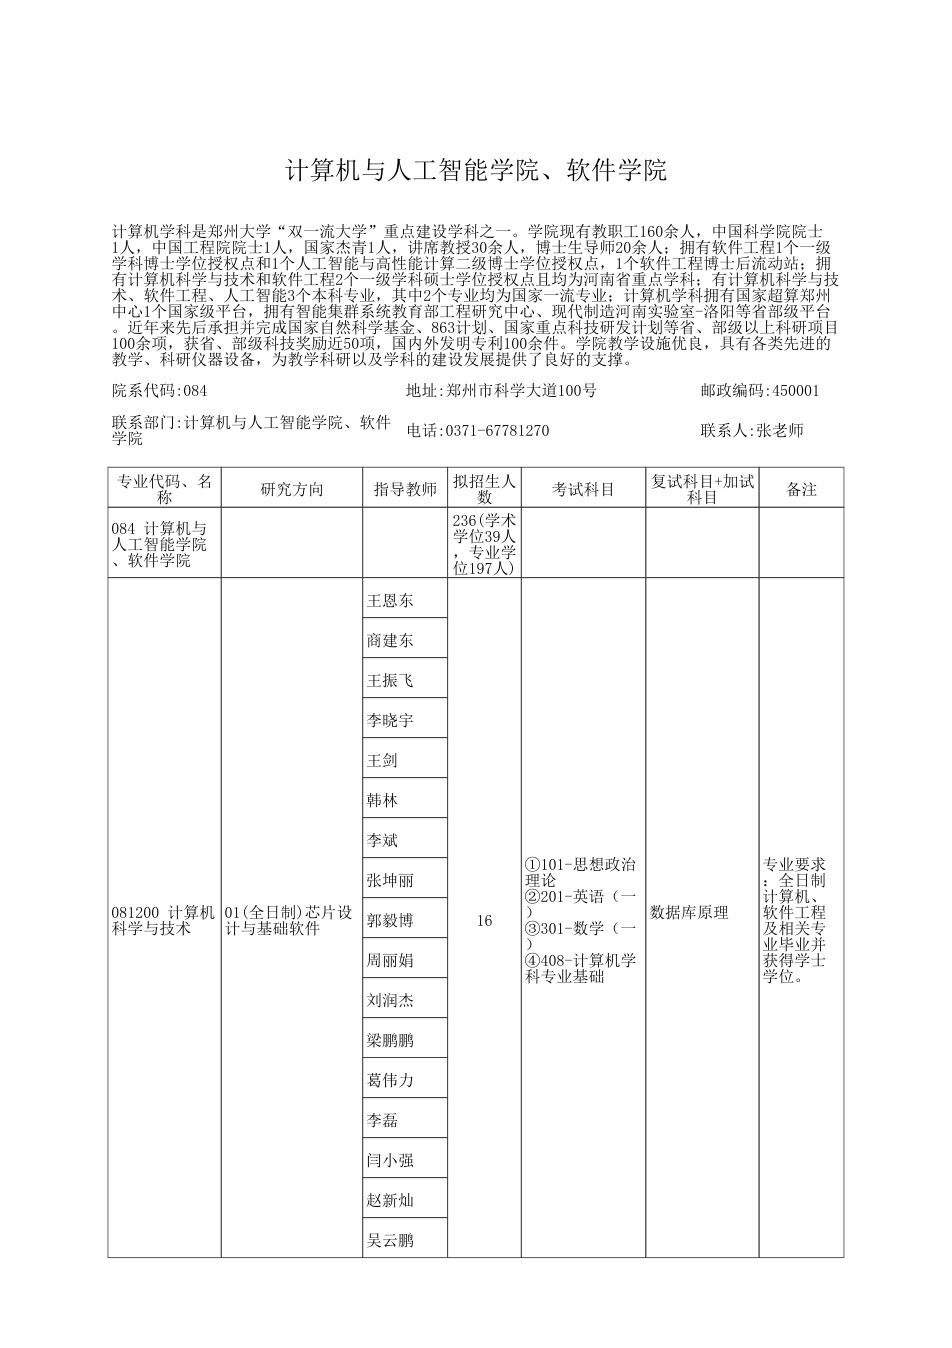 计算机与人工智能学院、软件学院
计算机学科是郑州大学“双一流大学”重点建设学科之一。学院现有教职工160余人，中国科学院院士
1人，中国工程院院士1人，国家杰青1人，讲席教授30余人，博士生导师20余人；拥有软件工程1个一级
学科博士学位授权点和1个人工智能与高性能计算二级博士学位授权点，1个软件工程博士后流动站；拥
有计算机科学与技术和软件工程2个一级学科硕士学位授权点且均为河南省重点学科；有计算机科学与技
术、软件工程、人工智能3个本科专业，其中2个专业均为国家一流专业；计算机学科拥有国家超算郑州
中心1个国家级平台，拥有智能集群系统教育部工程研究中心、现代制造河南实验室-洛阳等省部级平台
。近年来先后承担并完成国家自然科学基金、863计划、国家重点科技研发计划等省、部级以上科研项目
100余项，获省、部级科技奖励近50项，国内外发明专利100余件。学院教学设施优良，具有各类先进的
教学、科研仪器设备，为教学科研以及学科的建设发展提供了良好的支撑。
院系代码:084 地址:郑州市科学大道100号 邮政编码:450001
联系部门:计算机与人工智能学院、软件
学院
电话:0371-67781270 联系人:张老师
专业代码、名
称
研究方向
指导教师
拟招生人
数
考试科目
复试科目+加试
科目
备注
084 计算机与
人工智能学院
、软件学院
236(学术
学位39人
，专业学
位197人)
081200 计算机
科学与技术
01(全日制)芯片设
计与基础软件
王恩东
商建东
王振飞
李晓宇
王剑
韩林
李斌
张坤丽
郭毅博
周丽娟
刘润杰
梁鹏鹏
葛伟力
李磊
闫小强
赵新灿
吴云鹏
16
①101-思想政治
理论
②201-英语（一
）
③301-数学（一
）
④408-计算机学
科专业基础
数据库原理
专业要求
：全日制
计算机、
软件工程
及相关专
业毕业并
获得学士
学位。